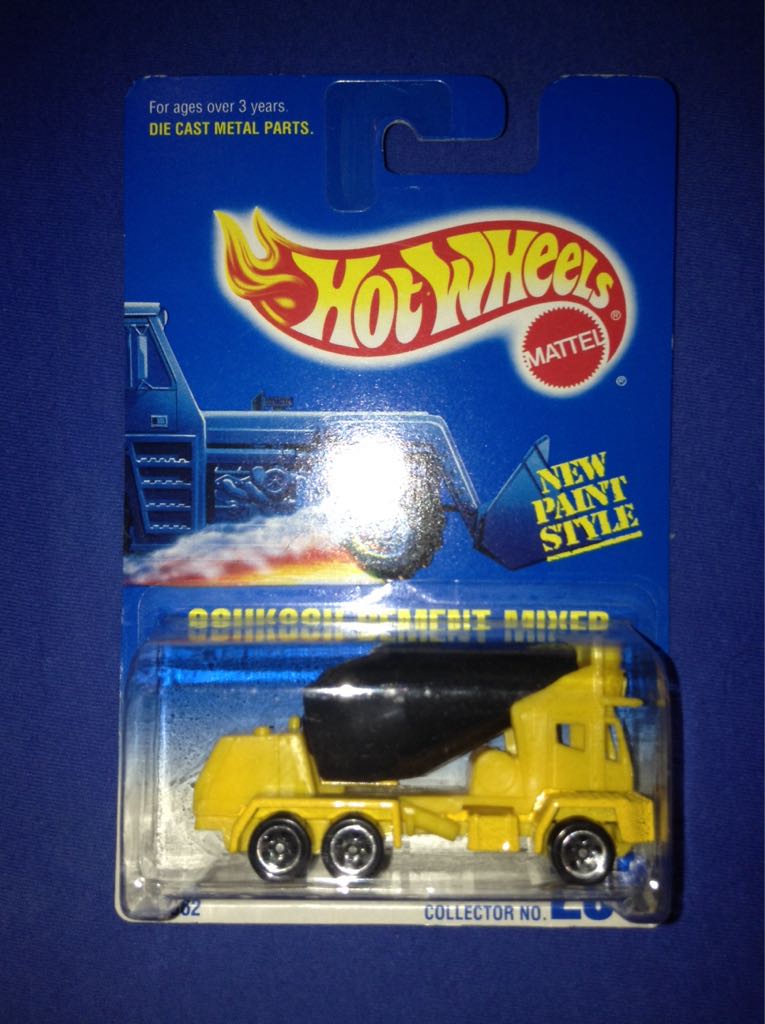 For ages over 3 years.
DIE CAST METAL PARTS.
HOT WHEELS ®
MATTEL ®
NEW
PAINT
STYLE
OSHKOSH CEMENT MIXER
62
COLLECTOR NO.